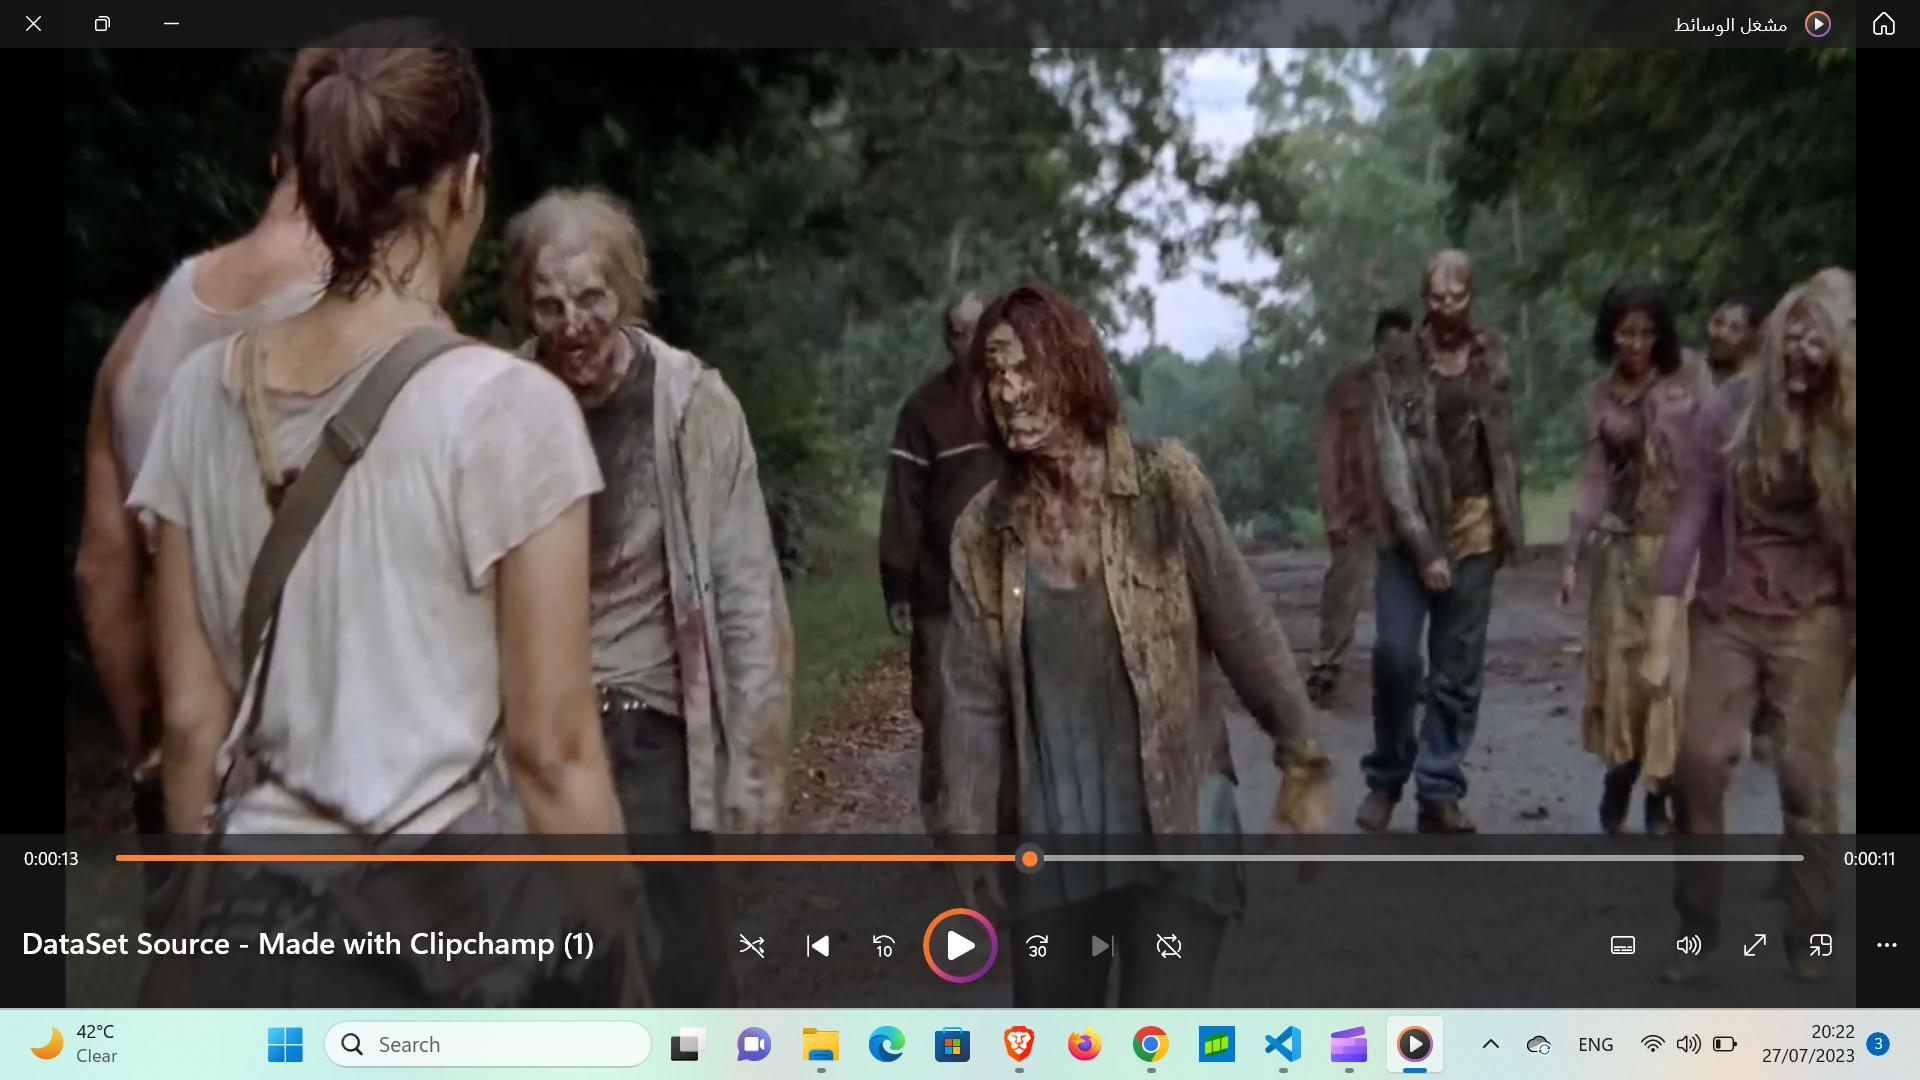 مشغل الوسائط
0:00:13
0:00:11
DataSet Source - Made with Clipchamp (1)
10
30
42°C
Clear
Search
ENG
20:22
27/07/2023
3